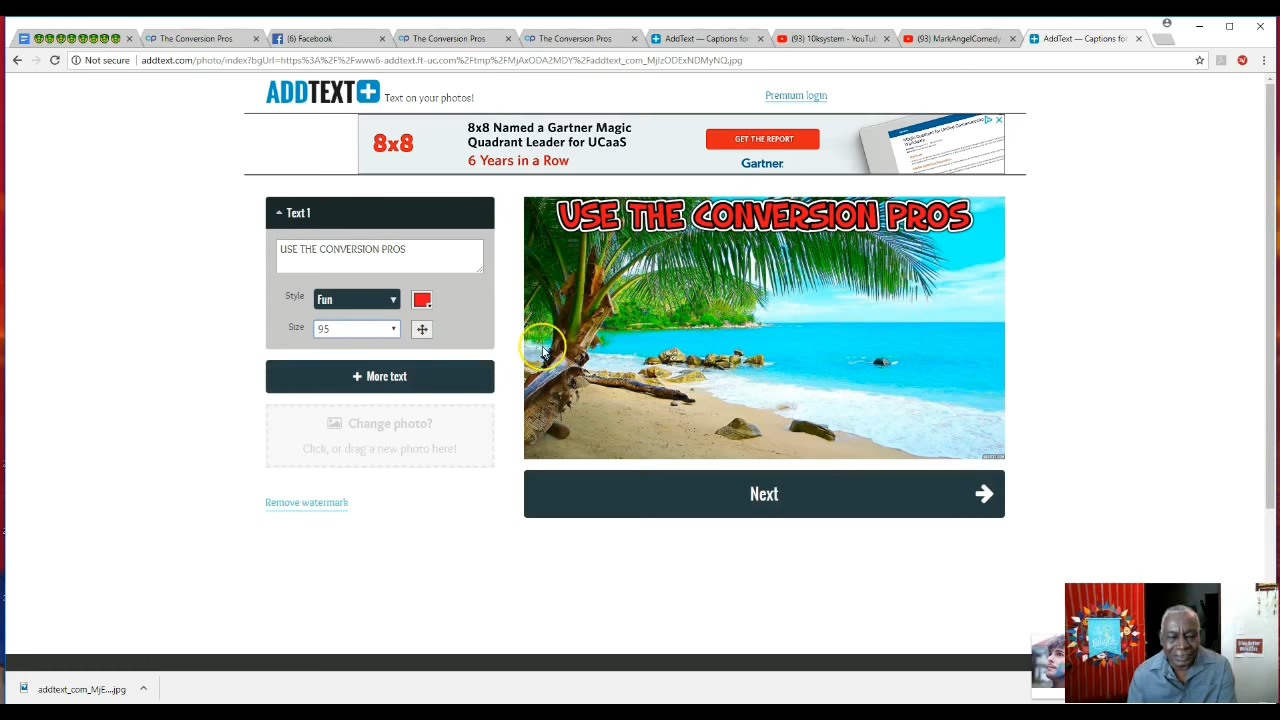 The Conversion Pros
(6) Facebook
The Conversion Pros
The Conversion Pros
AddText — Captions for
(93) 10ksystem - YouTu
(93) MarkAngelComedy
AddText — Captions for
Not secure
addtext.com/photo/index?bgUrl=https%3A%2F%2Fwww6-addtext.ft-uc.com%2Ftmp%2FMjAxODA2MDY%2Faddtext_com_MjIzODExNDMyNQ.jpg
ADDTEXT
Text on your photos!
Premium login
8x8
8x8 Named a Gartner Magic
Quadrant Leader for UCaaS
6 Years in a Row
GET THE REPORT
Gartner
Text 1
USE THE CONVERSION PROS
Style
Fun
Size
95
+ More text
Change photo?
Click, or drag a new photo here!
Remove watermark
USE THE CONVERSION PROS
ADDTEXT.COM
Next
addtext_com_MjE....jpg